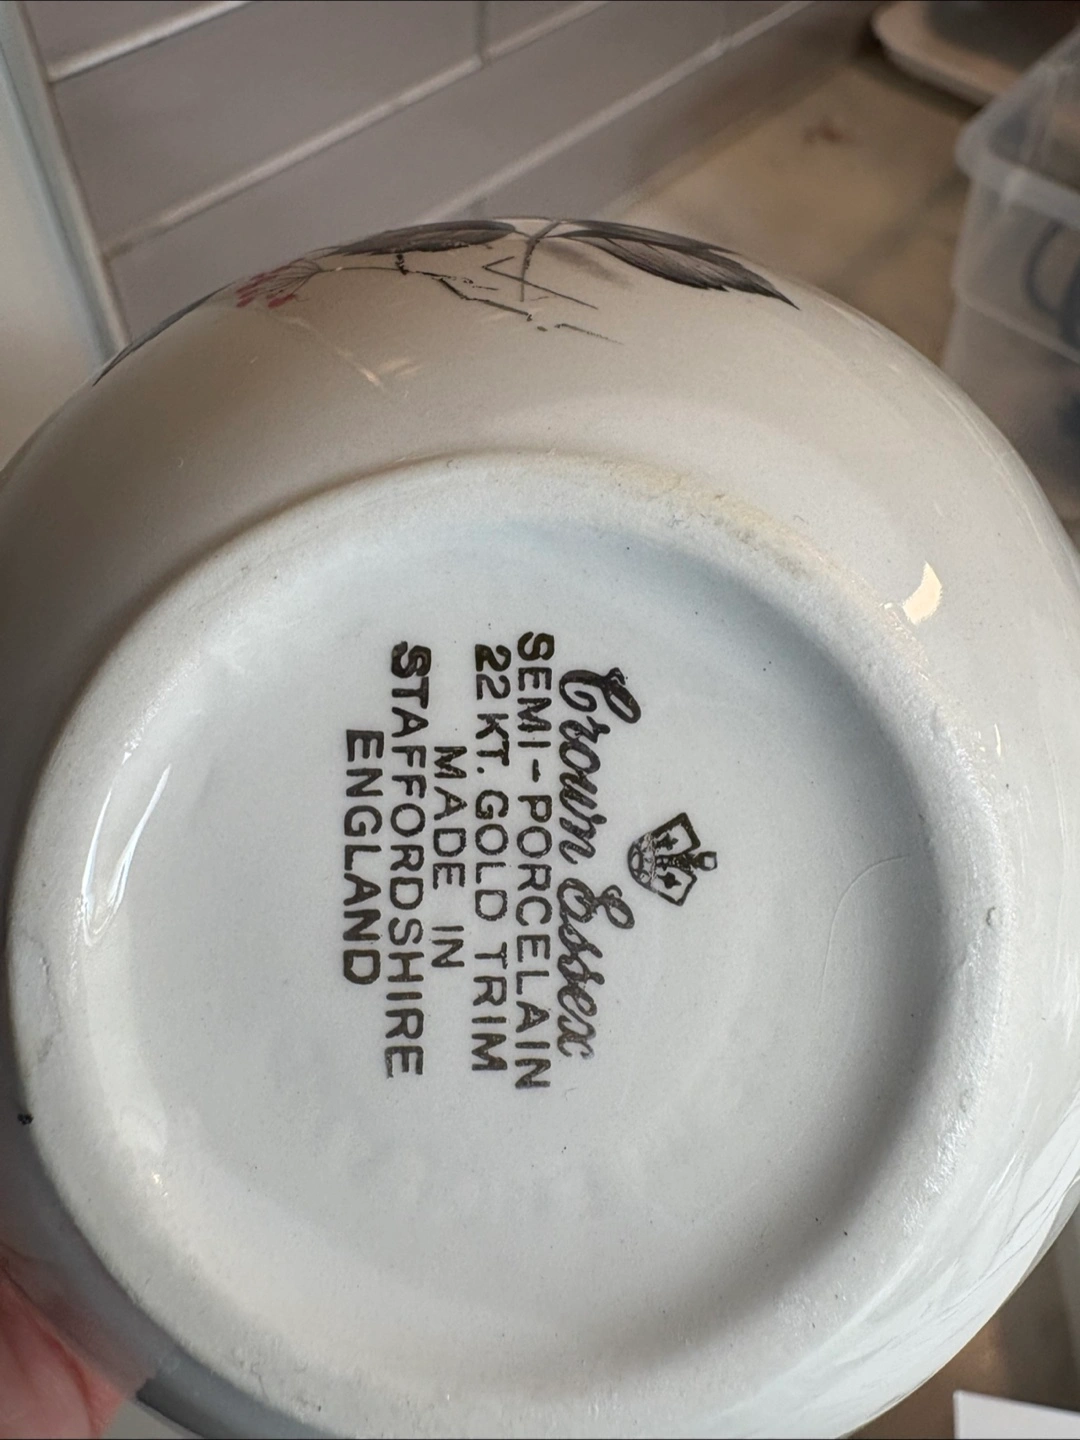 Crown Essex
SEMI-PORCELAIN
22 KT. GOLD TRIM
MADE IN
STAFFORDSHIRE
ENGLAND